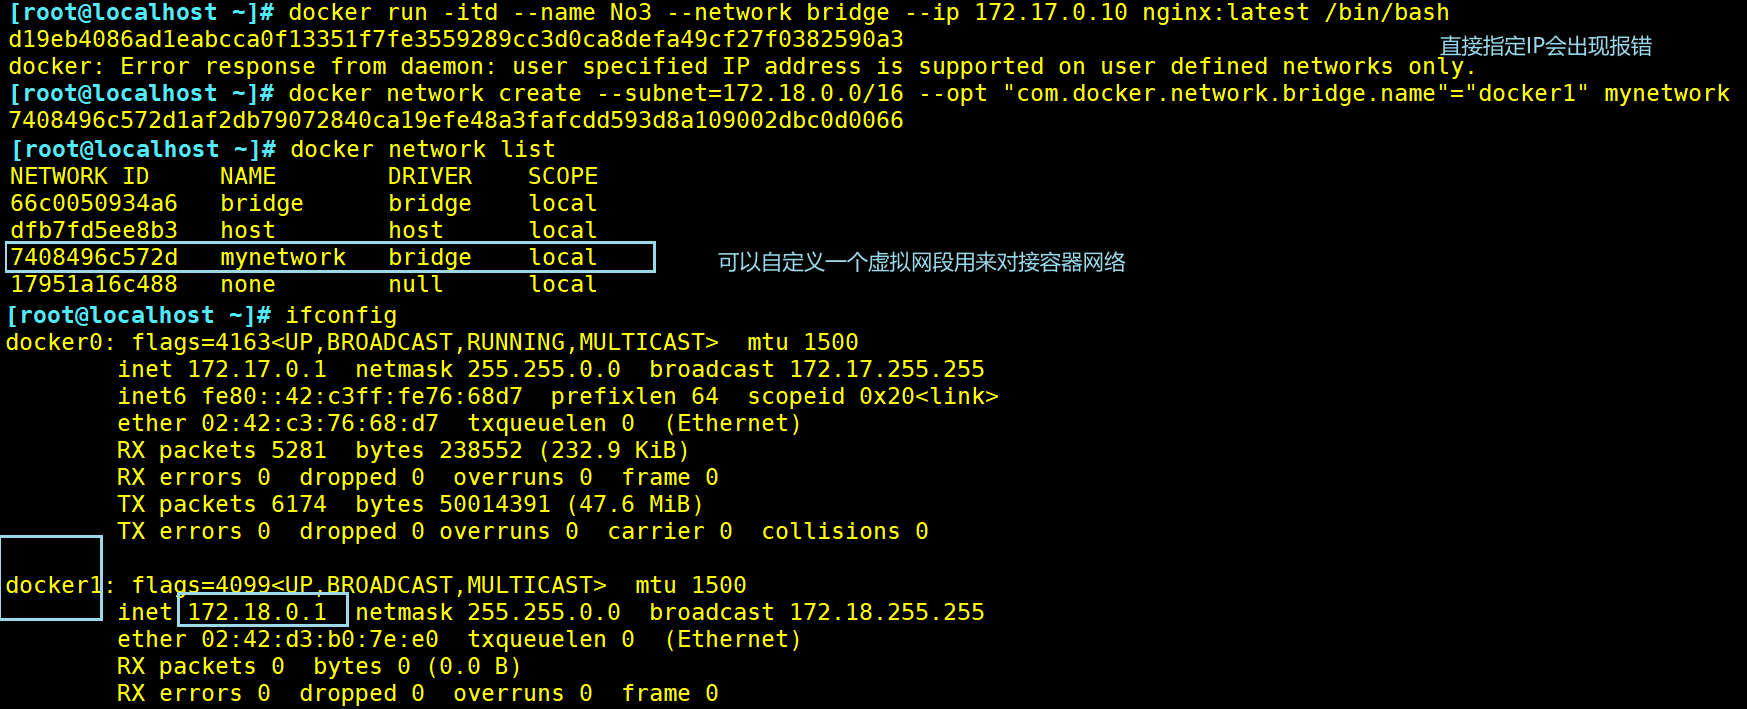 [root@localhost ~]# docker run -itd --name No3 --network bridge --ip 172.17.0.10 nginx:latest /bin/bash
d19eb4086ad1eabcca0f13351f7fe3559289cc3d0ca8defa49cf27f0382590a3
直接指定IP会出现报错
docker: Error response from daemon: user specified IP address is supported on user defined networks only.
[root@localhost ~]# docker network create --subnet=172.18.0.0/16 --opt "com.docker.network.bridge.name"="docker1" mynetwork
7408496c572d1af2db79072840ca19efe48a3fafcdd593d8a109002dbc0d0066
[root@localhost ~]# docker network list
NETWORK ID   NAME        DRIVER    SCOPE
66c0050934a6   bridge      bridge    local
dfb7fd5ee8b3   host        host      local
7408496c572d   mynetwork   bridge    local
可以自定义一个虚拟网段用来对接容器网络
17951a16c488   none        null      local
[root@localhost ~]# ifconfig
docker0: flags=4163<UP,BROADCAST,RUNNING,MULTICAST>  mtu 1500
inet 172.17.0.1  netmask 255.255.0.0  broadcast 172.17.255.255
inet6 fe80::42:c3ff:fe76:68d7  prefixlen 64  scopeid 0x20<link>
ether 02:42:c3:76:68:d7  txqueuelen 0  (Ethernet)
RX packets 5281  bytes 238552 (232.9 KiB)
RX errors 0  dropped 0  overruns 0  frame 0
TX packets 6174  bytes 50014391 (47.6 MiB)
TX errors 0  dropped 0 overruns 0  carrier 0  collisions 0
docker1: flags=4099<UP,BROADCAST,MULTICAST>  mtu 1500
inet 172.18.0.1  netmask 255.255.0.0  broadcast 172.18.255.255
ether 02:42:d3:b0:7e:e0  txqueuelen 0  (Ethernet)
RX packets 0  bytes 0 (0.0 B)
RX errors 0  dropped 0  overruns 0  frame 0